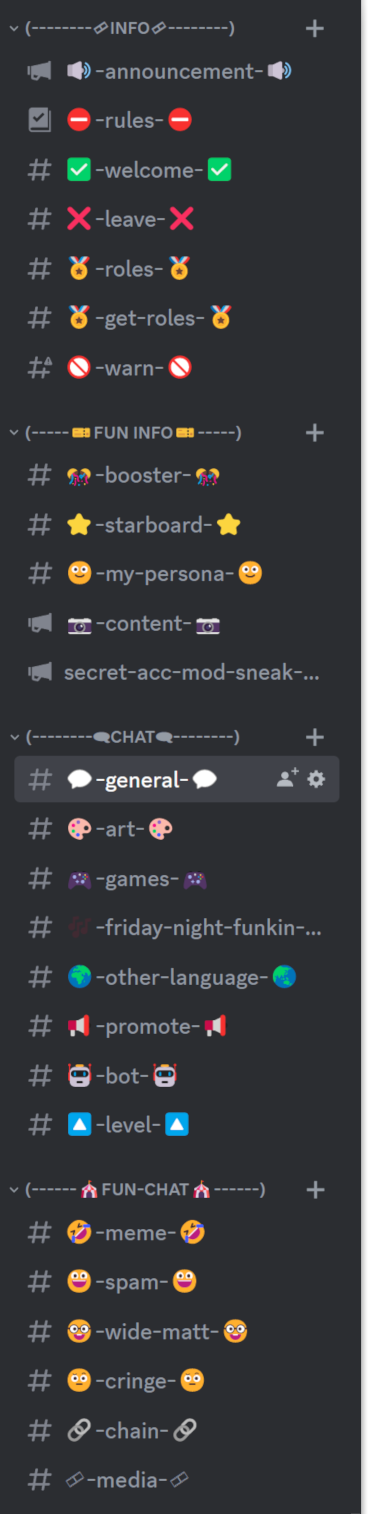 (--------🔗INFO🔗--------)
🔊-announcement-🔊
⛔-rules-⛔
✅-welcome-✅
❌-leave-❌
🏅-roles-🏅
🏅-get-roles-🏅
🚫-warn-🚫
(-----🎫FUN INFO🎫-----)
🎊-booster-🎊
⭐-starboard-⭐
🙂-my-persona-🙂
📷-content-📷
secret-acc-mod-sneak-...
(--------🗨CHAT🗨--------)
💬-general-💬
🎨-art-🎨
🎮-games-🎮
-friday-night-funkin-...
🌍-other-language-🌏
📢-promote-📢
🤖-bot-🤖
🔼-level-🔼
(------🎪FUN-CHAT🎪------)
🤣-meme-🤣
😀-spam-😀
🤓-wide-matt-🤓
😳-cringe-😳
🔗-chain-🔗
-media-